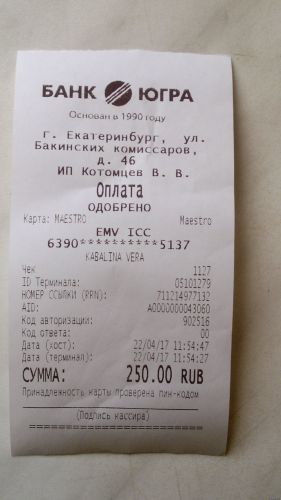 БАНК ЮГРА
Основан в 1990 году
г. Екатеринбург, ул.
Бакинских комиссаров,
д. 46
ИП Котомцев В. В.
Оплата
ОДОБРЕНО
Карта: MAESTRO Maestro
EMV ICC
6390**********5137
KABALINA VERA
Чек 1127
ID Терминала: 05101279
НОМЕР ССЫЛКИ (RRN): 711214977132
AID: A0000000043060
Код авторизации: 902516
Код ответа: 00
Дата (хост): 22/04/17 11:54:47
Дата (терминал): 22/04/17 11:54:27
СУММА: 250.00 RUB
Принадлежность карты проверена пин-кодом
(Подпись кассира)